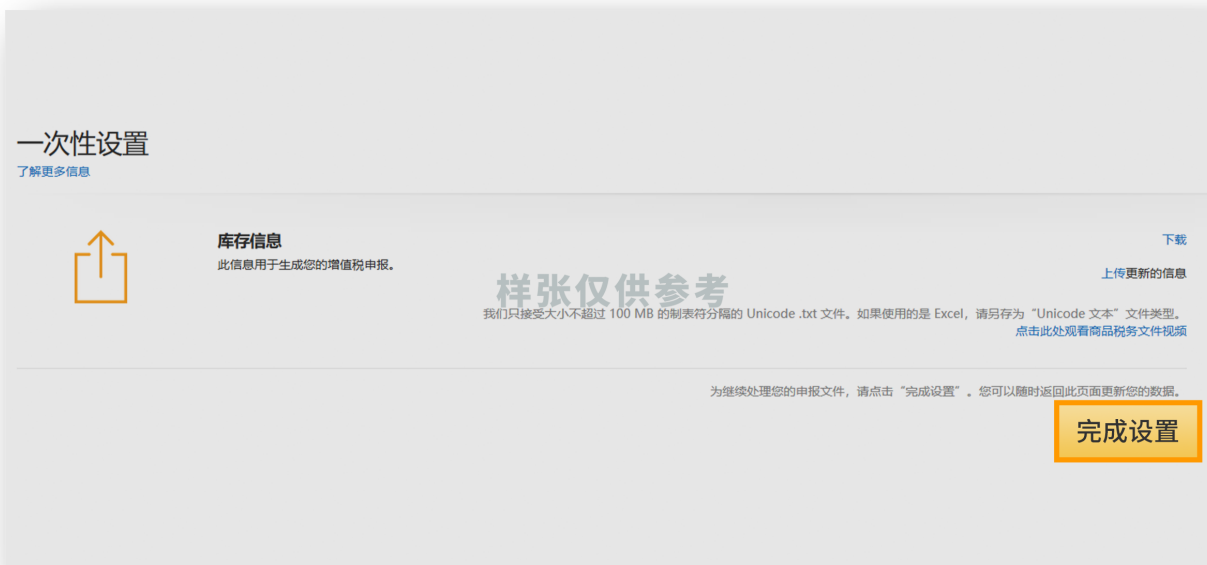 一次性设置
了解更多信息
库存信息
此信息用于生成您的增值税申报。
下载
上传更新的信息
样张仅供参考
我们只接受大小不超过 100 MB 的制表符分隔的 Unicode .txt 文件。如果使用的是 Excel，请另存为“Unicode 文本”文件类型。
点击此处观看商品税务文件视频
为继续处理您的申报文件，请点击“完成设置”。您可以随时返回此页面更新您的数据。
完成设置